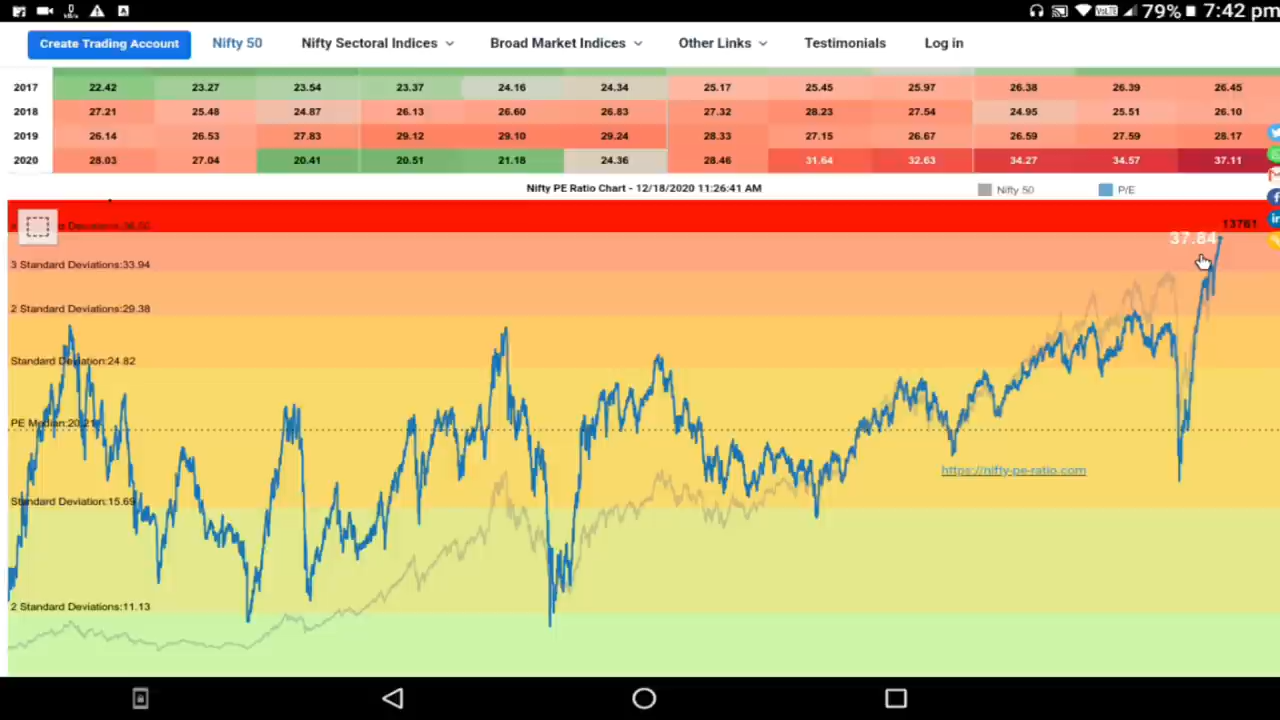 79% 7:42 pm
Create Trading Account Nifty 50 Nifty Sectoral Indices Broad Market Indices Other Links Testimonials Log in
2017 22.42 23.27 23.54 23.37 24.16 24.34 25.17 25.45 25.97 26.38 26.39 26.45
2018 27.21 25.48 24.87 26.13 26.60 26.83 27.32 28.23 27.54 24.95 25.51 26.10
2019 26.14 26.53 27.83 29.12 29.10 29.24 28.33 27.15 26.67 26.59 27.59 28.17
2020 28.03 27.04 20.41 20.51 21.18 24.36 28.46 31.64 32.63 34.27 34.57 37.11
Nifty PE Ratio Chart - 12/18/2020 11:26:41 AM Nifty 50 P/E
13761
37.84
3 Standard Deviations:33.94
2 Standard Deviations:29.38
Standard Deviation:24.82
PE Median:20.21
https://nifty-pe-ratio.com
Standard Deviation:15.69
2 Standard Deviations:11.13